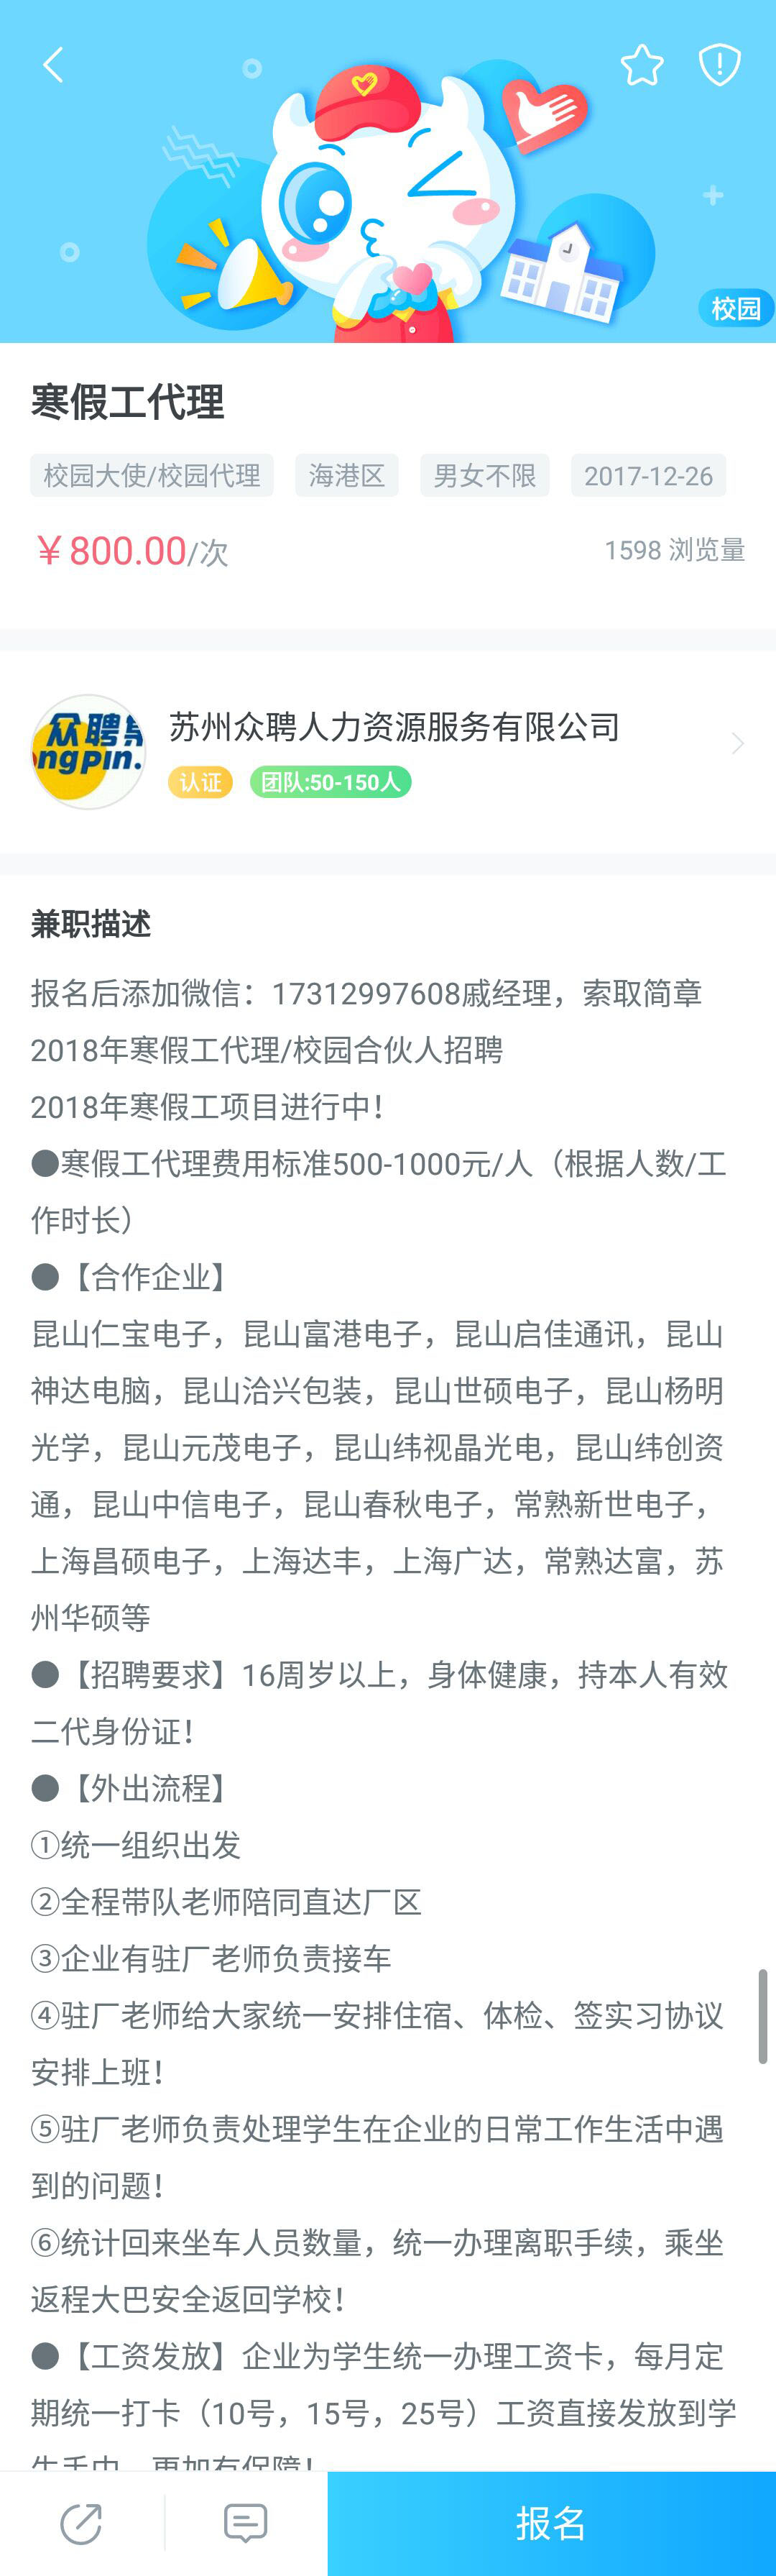 校园
寒假工代理
校园大使/校园代理 海港区 男女不限 2017-12-26
￥800.00/次 1598 浏览量
众聘
ngpin.
苏州众聘人力资源服务有限公司
认证 团队:50-150人
兼职描述
报名后添加微信：17312997608戚经理，索取简章
2018年寒假工代理/校园合伙人招聘
2018年寒假工项目进行中！
●寒假工代理费用标准500-1000元/人（根据人数/工
作时长）
●【合作企业】
昆山仁宝电子，昆山富港电子，昆山启佳通讯，昆山
神达电脑，昆山洽兴包装，昆山世硕电子，昆山杨明
光学，昆山元茂电子，昆山纬视晶光电，昆山纬创资
通，昆山中信电子，昆山春秋电子，常熟新世电子，
上海昌硕电子，上海达丰，上海广达，常熟达富，苏
州华硕等
●【招聘要求】16周岁以上，身体健康，持本人有效
二代身份证！
●【外出流程】
①统一组织出发
②全程带队老师陪同直达厂区
③企业有驻厂老师负责接车
④驻厂老师给大家统一安排住宿、体检、签实习协议
安排上班！
⑤驻厂老师负责处理学生在企业的日常工作生活中遇
到的问题！
⑥统计回来坐车人员数量，统一办理离职手续，乘坐
返程大巴安全返回学校！
●【工资发放】企业为学生统一办理工资卡，每月定
期统一打卡（10号，15号，25号）工资直接发放到学
生手中，更加有保障！
报名